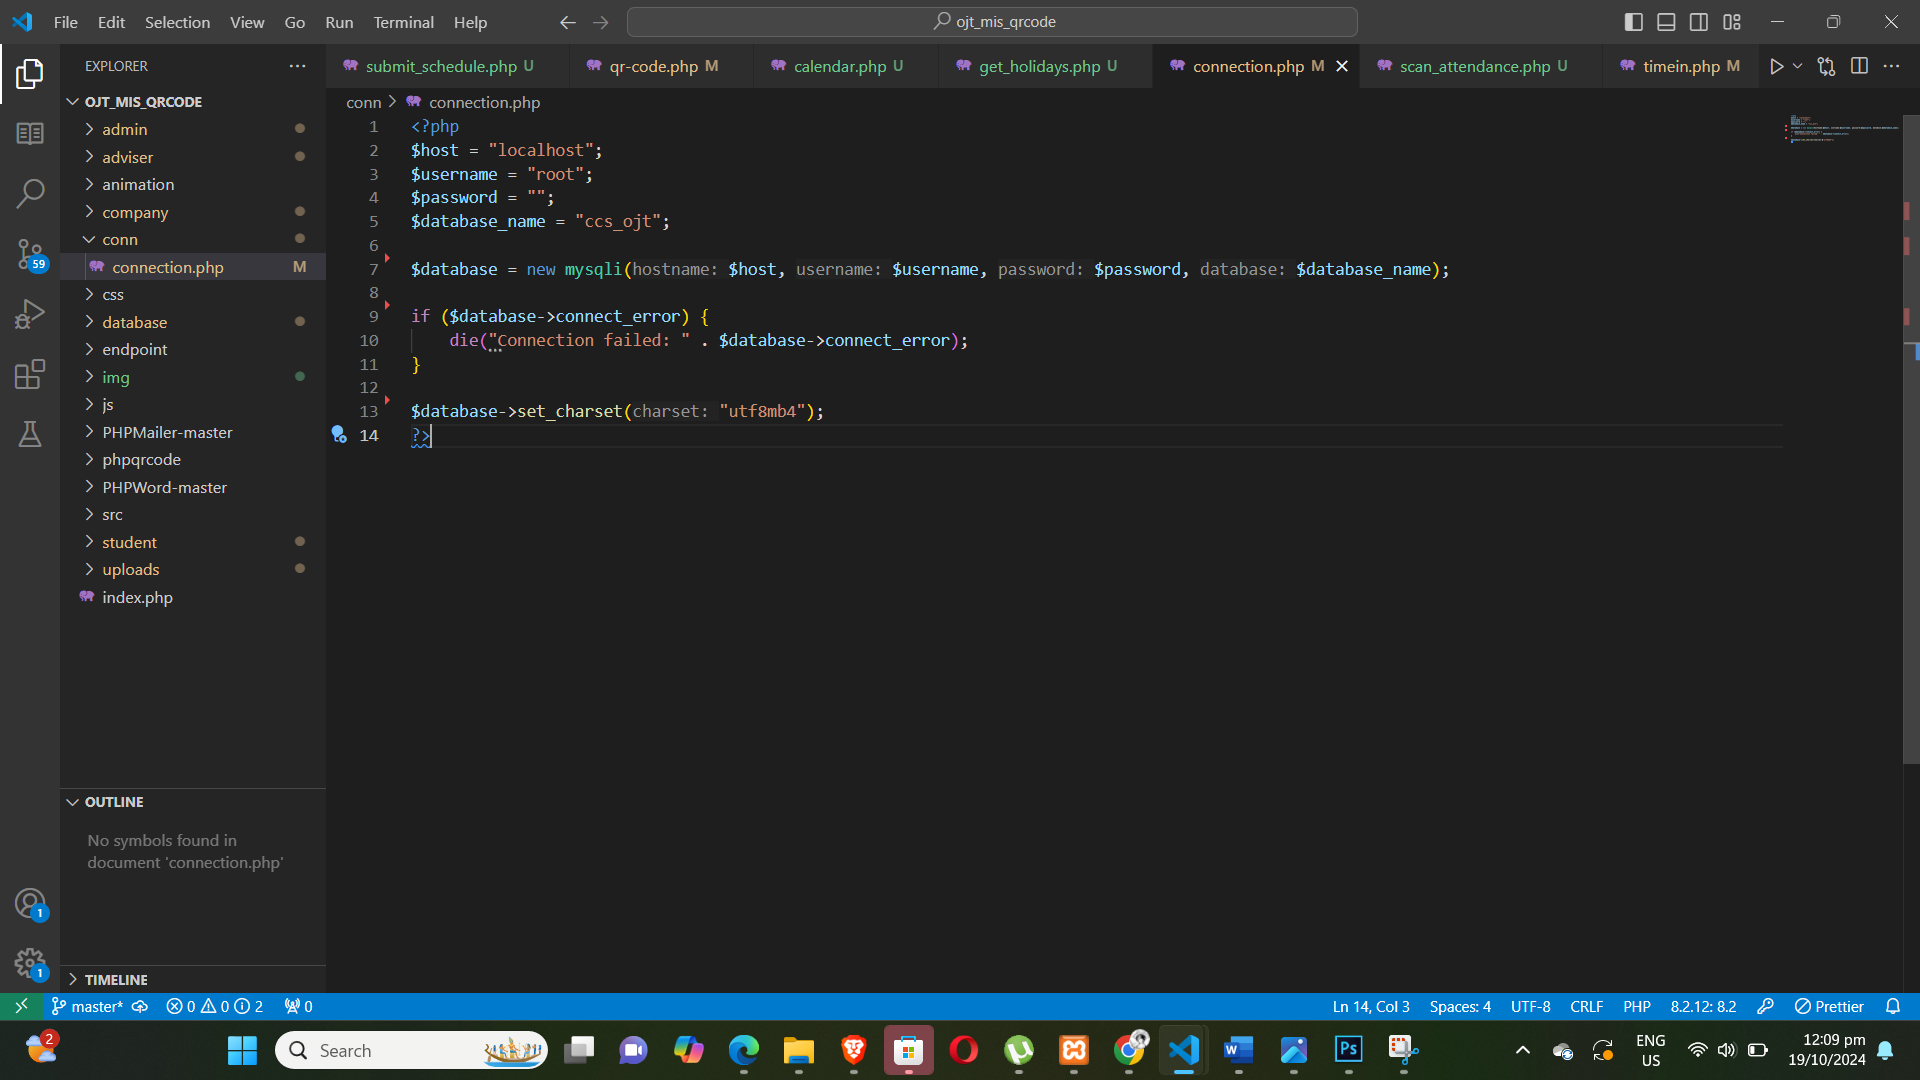 File Edit Selection View Go Run Terminal Help
ojt_mis_qrcode
EXPLORER
submit_schedule.php U
qr-code.php M
calendar.php U
get_holidays.php U
connection.php M
scan_attendance.php U
timein.php M
OJT_MIS_QRCODE
admin
adviser
animation
company
conn
connection.php M
css
database
endpoint
img
js
PHPMailer-master
phpqrcode
PHPWord-master
src
student
uploads
index.php
59
conn > connection.php
1 <?php
2 $host = "localhost";
3 $username = "root";
4 $password = "";
5 $database_name = "ccs_ojt";
6
7 $database = new mysqli(hostname: $host, username: $username, password: $password, database: $database_name);
8
9 if ($database->connect_error) {
10 die("Connection failed: " . $database->connect_error);
11 }
12
13 $database->set_charset(charset: "utf8mb4");
14 ?>
OUTLINE
No symbols found in
document 'connection.php'
1
1
TIMELINE
master* 0 0 2 0
Ln 14, Col 3 Spaces: 4 UTF-8 CRLF PHP 8.2.12: 8.2 Prettier
2
Search
W
Ps
ENG
US
12:09 pm
19/10/2024